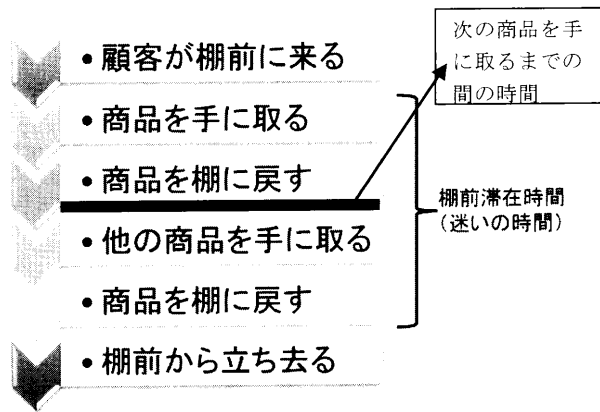 次の商品を手
に取るまでの
間の時間
• 顧客が棚前に来る
• 商品を手に取る
• 商品を棚に戻す
• 他の商品を手に取る
• 商品を棚に戻す
• 棚前から立ち去る
棚前滞在時間
(迷いの時間)